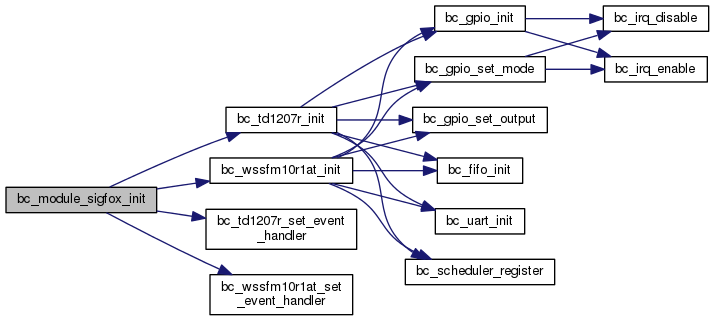 bc_gpio_init
bc_irq_disable
bc_gpio_set_mode
bc_irq_enable
bc_td1207r_init
bc_gpio_set_output
bc_wssfm10r1at_init
bc_fifo_init
bc_module_sigfox_init
bc_td1207r_set_event
_handler
bc_uart_init
bc_scheduler_register
bc_wssfm10r1at_set
_event_handler